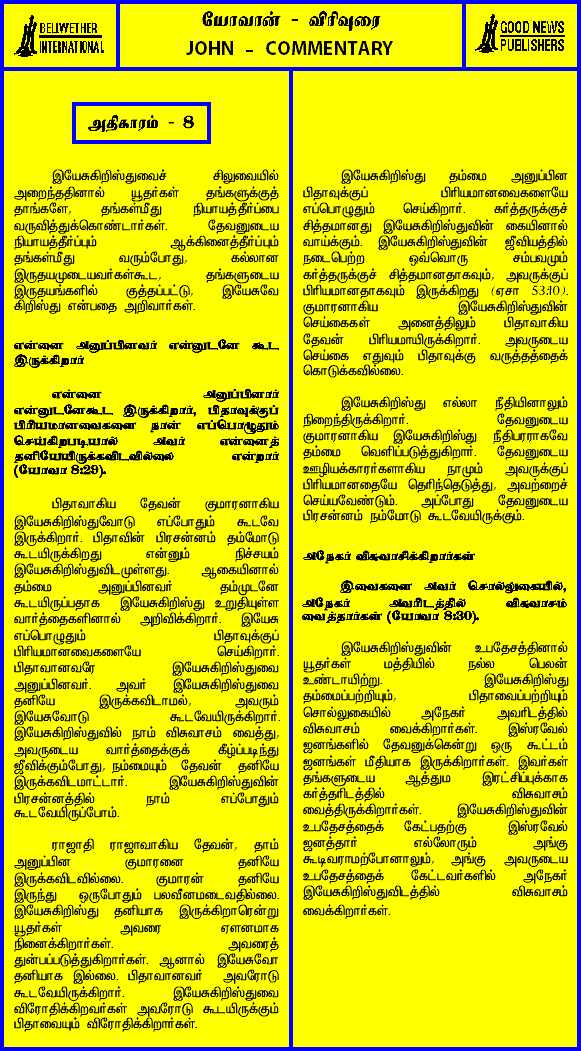 BELLWETHER
INTERNATIONAL
யோவான் - விரிவுரை
JOHN – COMMENTARY
GOOD NEWS
PUBLISHERS
அதிகாரம் - 8
இயேசுகிறிஸ்துவைச் சிலுவையில்
அறைந்ததினால் யூதர்கள் தங்களுக்குத்
தாங்களே, தங்கள்மீது நியாயத்தீர்ப்பை
வருவித்துக்கொண்டார்கள். தேவனுடைய
நியாயத்தீர்ப்பும் ஆக்கினைத்தீர்ப்பும்
தங்கள்மீது வரும்போது, கல்லான
இருதயமுடையவர்கள்கூட, தங்களுடைய
இருதயங்களில் குத்தப்பட்டு, இயேசுவே
கிறிஸ்து என்பதை அறிவார்கள்.
என்னை அனுப்பினவர் என்னுடனே கூட
இருக்கிறார்
என்னை அனுப்பினார்
என்னுடனேகூட இருக்கிறார், பிதாவுக்குப்
பிரியமானவைகளை நான் எப்பொழுதும்
செய்கிறபடியால் அவர் என்னைத்
தனியேயிருக்கவிடவில்லை என்றார்
(யோவா 8:29).
பிதாவாகிய தேவன் குமாரனாகிய
இயேசுகிறிஸ்துவோடு எப்போதும் கூடவே
இருக்கிறார். பிதாவின் பிரசன்னம் தம்மோடு
கூடயிருக்கிறது என்னும் நிச்சயம்
இயேசுகிறிஸ்துவிடமுள்ளது. ஆகையினால்
தம்மை அனுப்பினவர் தம்முடனே
கூடயிருப்பதாக இயேசுகிறிஸ்து உறுதியுள்ள
வார்த்தைகளினால் அறிவிக்கிறார். இயேசு
எப்பொழுதும் பிதாவுக்குப்
பிரியமானவைகளையே செய்கிறார்.
பிதாவானவரே இயேசுகிறிஸ்துவை
அனுப்பினவர். அவர் இயேசுகிறிஸ்துவை
தனியே இருக்கவிடாமல், அவரும்
இயேசுவோடு கூடவேயிருக்கிறார்.
இயேசுகிறிஸ்துவில் நாம் விசுவாசம் வைத்து,
அவருடைய வார்த்தைக்குக் கீழ்ப்படிந்து
ஜீவிக்கும்போது, நம்மையும் தேவன் தனியே
இருக்கவிடமாட்டார். இயேசுகிறிஸ்துவின்
பிரசன்னத்தில் நாம் எப்போதும்
கூடவேயிருப்போம்.
ராஜாதி ராஜாவாகிய தேவன், தாம்
அனுப்பின குமாரனை தனியே
இருக்கவிடவில்லை. குமாரன் தனியே
இருந்து ஒருபோதும் பலவீனமடைவதில்லை.
இயேசுகிறிஸ்து தனியாக இருக்கிறாரென்று
யூதர்கள் அவரை ஏளனமாக
நினைக்கிறார்கள். அவரைத்
துன்பப்படுத்துகிறார்கள். ஆனால் இயேசுவோ
தனியாக இல்லை. பிதாவானவர் அவரோடு
கூடவேயிருக்கிறார். இயேசுகிறிஸ்துவை
விரோதிக்கிறவர்கள் அவரோடு கூடயிருக்கும்
பிதாவையும் விரோதிக்கிறார்கள்.
இயேசுகிறிஸ்து தம்மை அனுப்பின
பிதாவுக்குப் பிரியமானவைகளையே
எப்பொழுதும் செய்கிறார். கர்த்தருக்குச்
சித்தமானது இயேசுகிறிஸ்துவின் கையினால்
வாய்க்கும். இயேசுகிறிஸ்துவின் ஜீவியத்தில்
நடைபெற்ற ஒவ்வொரு சம்பவமும்
கர்த்தருக்குச் சித்தமானதாகவும், அவருக்குப்
பிரியமானதாகவும் இருக்கிறது (ஏசா 53:10).
குமாரனாகிய இயேசுகிறிஸ்துவின்
செய்கைகள் அனைத்திலும் பிதாவாகிய
தேவன் பிரியமாயிருக்கிறார். அவருடைய
செய்கை எதுவும் பிதாவுக்கு வருத்தத்தைக்
கொடுக்கவில்லை.
இயேசுகிறிஸ்து எல்லா நீதியினாலும்
நிறைந்திருக்கிறார். தேவனுடைய
குமாரனாகிய இயேசுகிறிஸ்து நீதிபரராகவே
தம்மை வெளிப்படுத்துகிறார். தேவனுடைய
ஊழியக்காரர்களாகிய நாமும் அவருக்குப்
பிரியமானதையே தெரிந்தெடுத்து, அவற்றைச்
செய்யவேண்டும். அப்போது தேவனுடைய
பிரசன்னம் நம்மோடு கூடவேயிருக்கும்.
அநேகர் விசுவாசிக்கிறார்கள்
இவைகளை அவர் சொல்லுகையில்,
அநேகர் அவரிடத்தில் விசுவாசம்
வைத்தார்கள் (யோவா 8:30).
இயேசுகிறிஸ்துவின் உபதேசத்தினால்
யூதர்கள் மத்தியில் நல்ல பெலன்
உண்டாயிற்று. இயேசுகிறிஸ்து
தம்மைப்பற்றியும், பிதாவைப்பற்றியும்
சொல்லுகையில் அநேகர் அவரிடத்தில்
விசுவாசம் வைக்கிறார்கள். இஸ்ரவேல்
ஜனங்களில் தேவனுக்கென்று ஒரு கூட்டம்
ஜனங்கள் மீதியாக இருக்கிறார்கள். இவர்கள்
தங்களுடைய ஆத்தும இரட்சிப்புக்காக
கர்த்தரிடத்தில் விசுவாசம்
வைத்திருக்கிறார்கள். இயேசுகிறிஸ்துவின்
உபதேசத்தைக் கேட்பதற்கு இஸ்ரவேல்
ஜனத்தார் எல்லோரும் அங்கு
கூடிவராமற்போனாலும், அங்கு அவருடைய
உபதேசத்தைக் கேட்டவர்களில் அநேகர்
இயேசுகிறிஸ்துவிடத்தில் விசுவாசம்
வைக்கிறார்கள்.